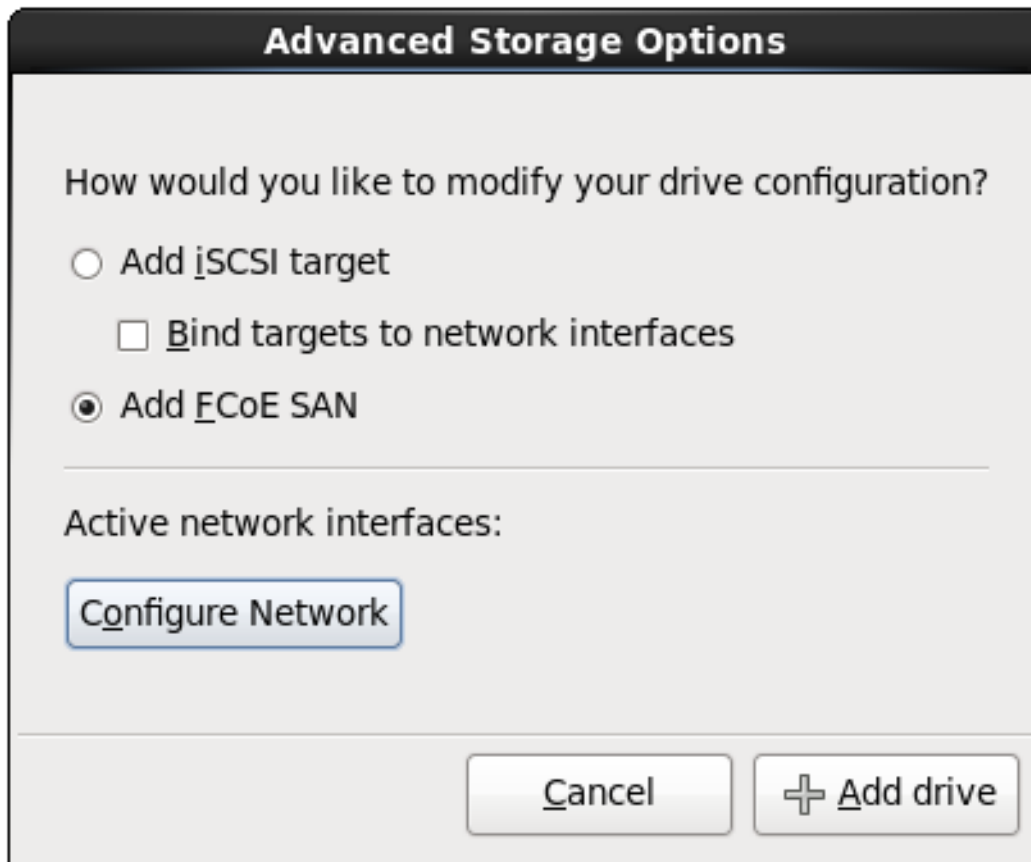 Advanced Storage Options
How would you like to modify your drive configuration?
Add iSCSI target
Bind targets to network interfaces
Add FCoE SAN
Active network interfaces:
Configure Network
Cancel
Add drive